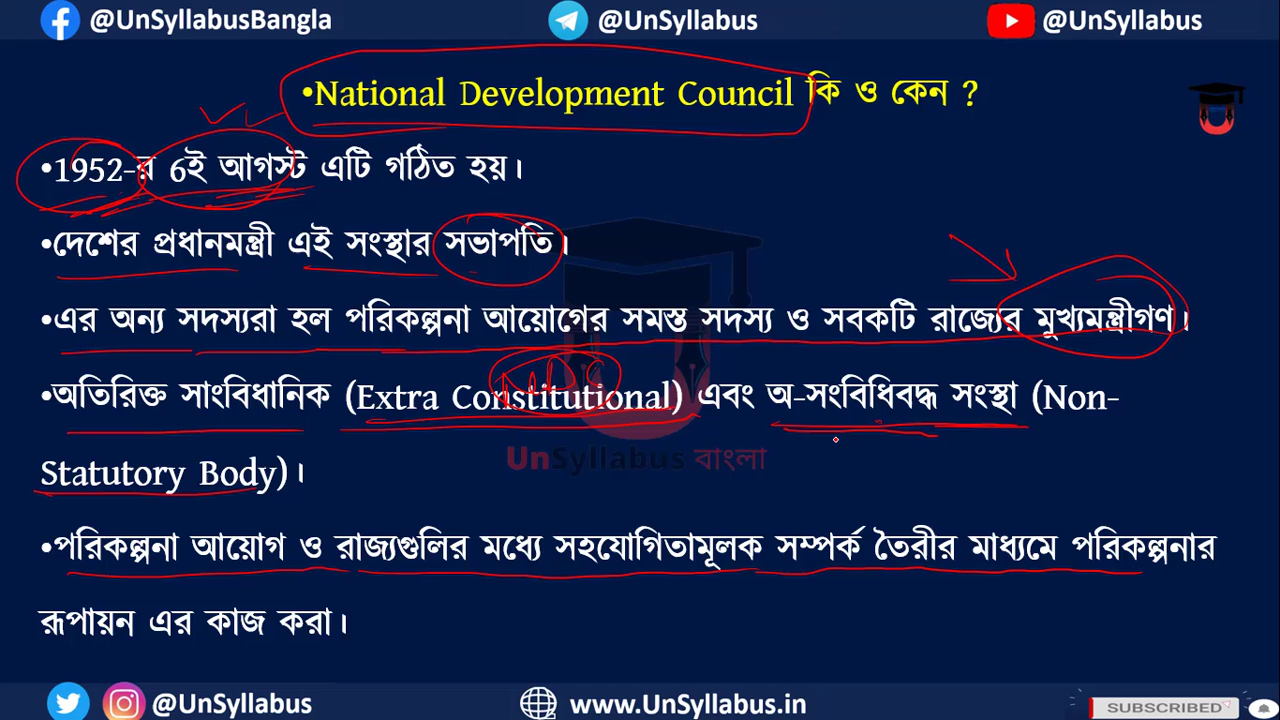 @UnSyllabusBangla @UnSyllabus @UnSyllabus
•National Development Council কি ও কেন ?
•1952-র 6ই আগস্ট এটি গঠিত হয়।
•দেশের প্রধানমন্ত্রী এই সংস্থার সভাপতি।
•এর অন্য সদস্যরা হল পরিকল্পনা আয়োগের সমস্ত সদস্য ও সবকটি রাজ্যের মুখ্যমন্ত্রীগণ।
NDC
•অতিরিক্ত সাংবিধানিক (Extra Constitutional) এবং অ-সংবিধিবদ্ধ সংস্থা (Non-
UnSyllabus বাংলা
Statutory Body)।
•পরিকল্পনা আয়োগ ও রাজ্যগুলির মধ্যে সহযোগিতামূলক সম্পর্ক তৈরীর মাধ্যমে পরিকল্পনার
রূপায়ন এর কাজ করা।
@UnSyllabus www.UnSyllabus.in SUBSCRIBED